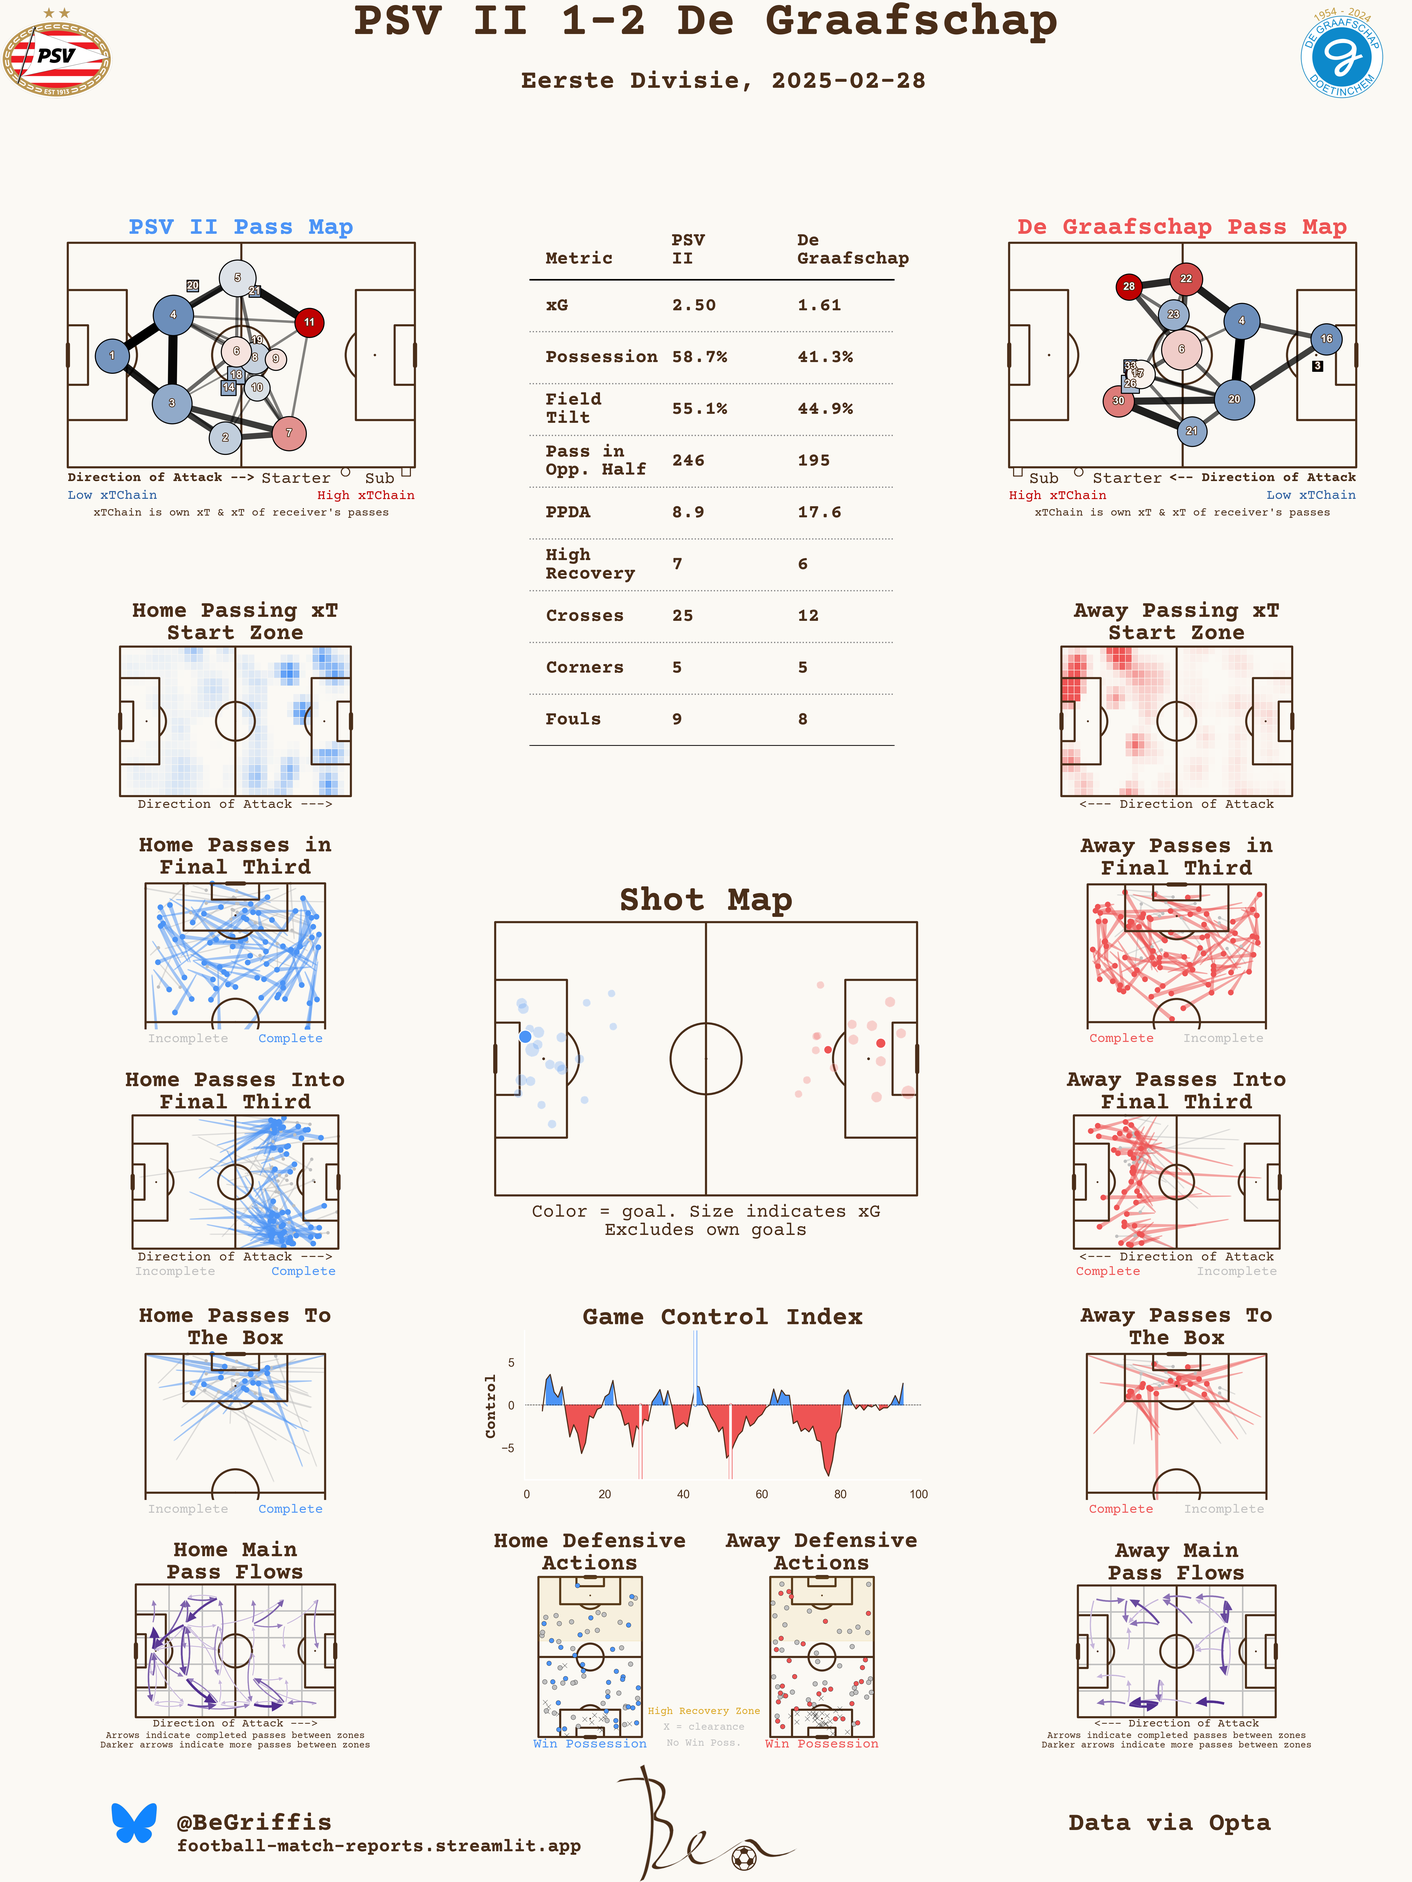 PSV II 1-2 De Graafschap
Eerste Divisie, 2025-02-28
PSV
EST 1913
1954 - 2024
DE GRAAFSCHAP
DOETINCHEM
PSV II Pass Map
20
5
21
4
11
19
1
6
8
9
18
14
10
3
2
7
Direction of Attack --> Starter Sub
Low xTChain High xTChain
xTChain is own xT & xT of receiver's passes
Metric PSV II De Graafschap
xG 2.50 1.61
Possession 58.7% 41.3%
Field Tilt 55.1% 44.9%
Pass in Opp. Half 246 195
PPDA 8.9 17.6
High Recovery 7 6
Crosses 25 12
Corners 5 5
Fouls 9 8
De Graafschap Pass Map
28
22
23
4
16
6
3
33
17
26
30
20
21
Sub Starter <-- Direction of Attack
High xTChain Low xTChain
xTChain is own xT & xT of receiver's passes
Home Passing xT
Start Zone
Direction of Attack --->
Away Passing xT
Start Zone
<--- Direction of Attack
Home Passes in
Final Third
Incomplete Complete
Away Passes in
Final Third
Complete Incomplete
Shot Map
Color = goal. Size indicates xG
Excludes own goals
Home Passes Into
Final Third
Direction of Attack --->
Incomplete Complete
Away Passes Into
Final Third
<--- Direction of Attack
Complete Incomplete
Home Passes To
The Box
Incomplete Complete
Game Control Index
Control
5
0
−5
0 20 40 60 80 100
Away Passes To
The Box
Complete Incomplete
Home Main
Pass Flows
Direction of Attack --->
Arrows indicate completed passes between zones
Darker arrows indicate more passes between zones
Home Defensive
Actions
Win Possession
High Recovery Zone
X = clearance
No Win Poss.
Away Defensive
Actions
Win Possession
Away Main
Pass Flows
<--- Direction of Attack
Arrows indicate completed passes between zones
Darker arrows indicate more passes between zones
@BeGriffis
football-match-reports.streamlit.app
Ben
Data via Opta